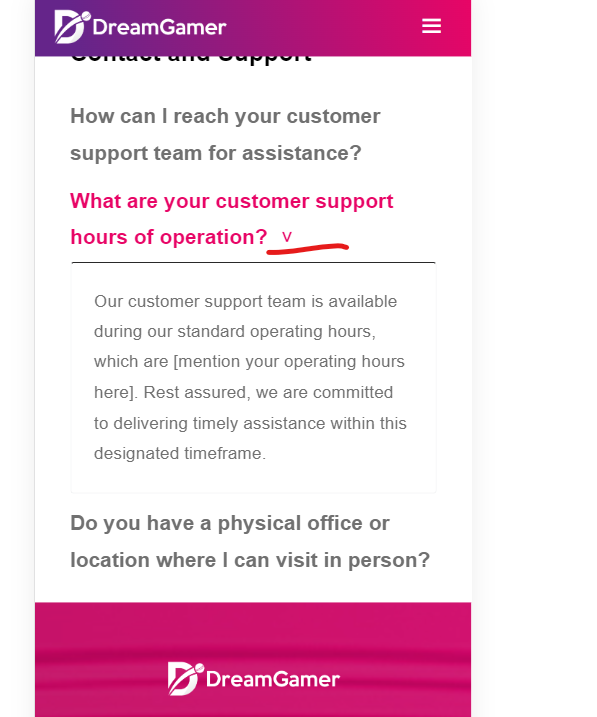 DreamGamer
Contact and Support
How can I reach your customer
support team for assistance?
What are your customer support
hours of operation? v
Our customer support team is available
during our standard operating hours,
which are [mention your operating hours
here]. Rest assured, we are committed
to delivering timely assistance within this
designated timeframe.
Do you have a physical office or
location where I can visit in person?
DreamGamer